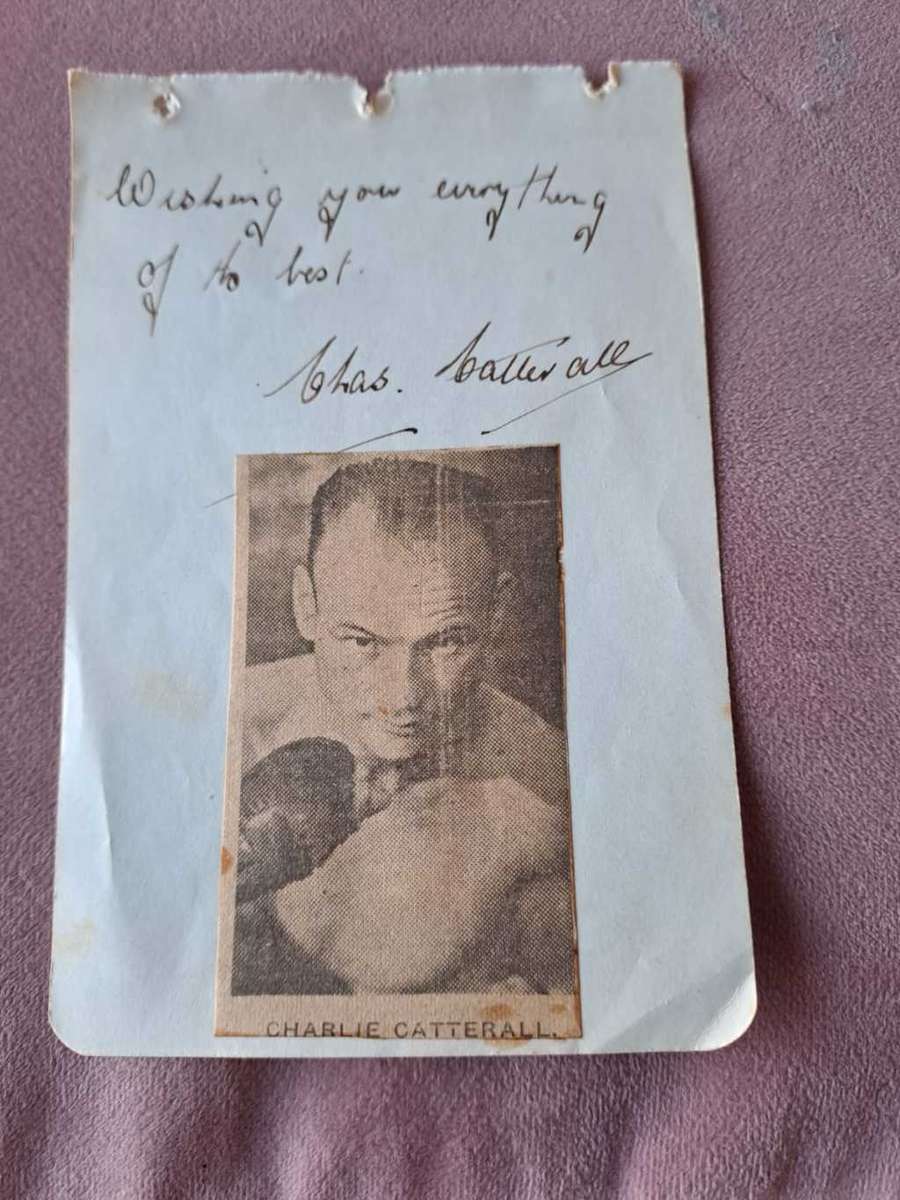 Wishing you everything
of the best.
Chas. Catterall
CHARLIE CATTERALL.